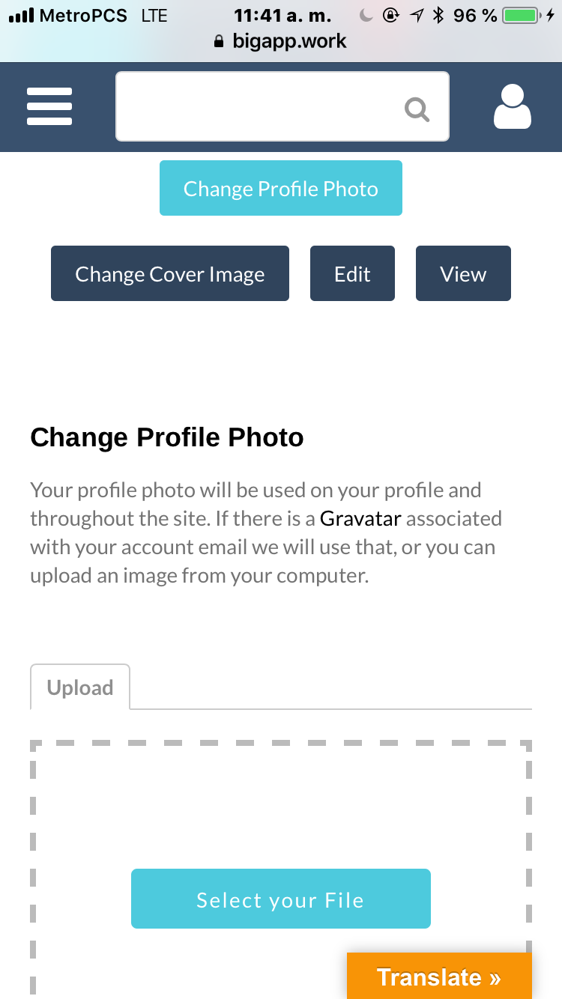 MetroPCS LTE 11:41 a. m. 96 %
bigapp.work
Change Profile Photo
Change Cover Image Edit View
Change Profile Photo
Your profile photo will be used on your profile and
throughout the site. If there is a Gravatar associated
with your account email we will use that, or you can
upload an image from your computer.
Upload
Select your File
Translate »